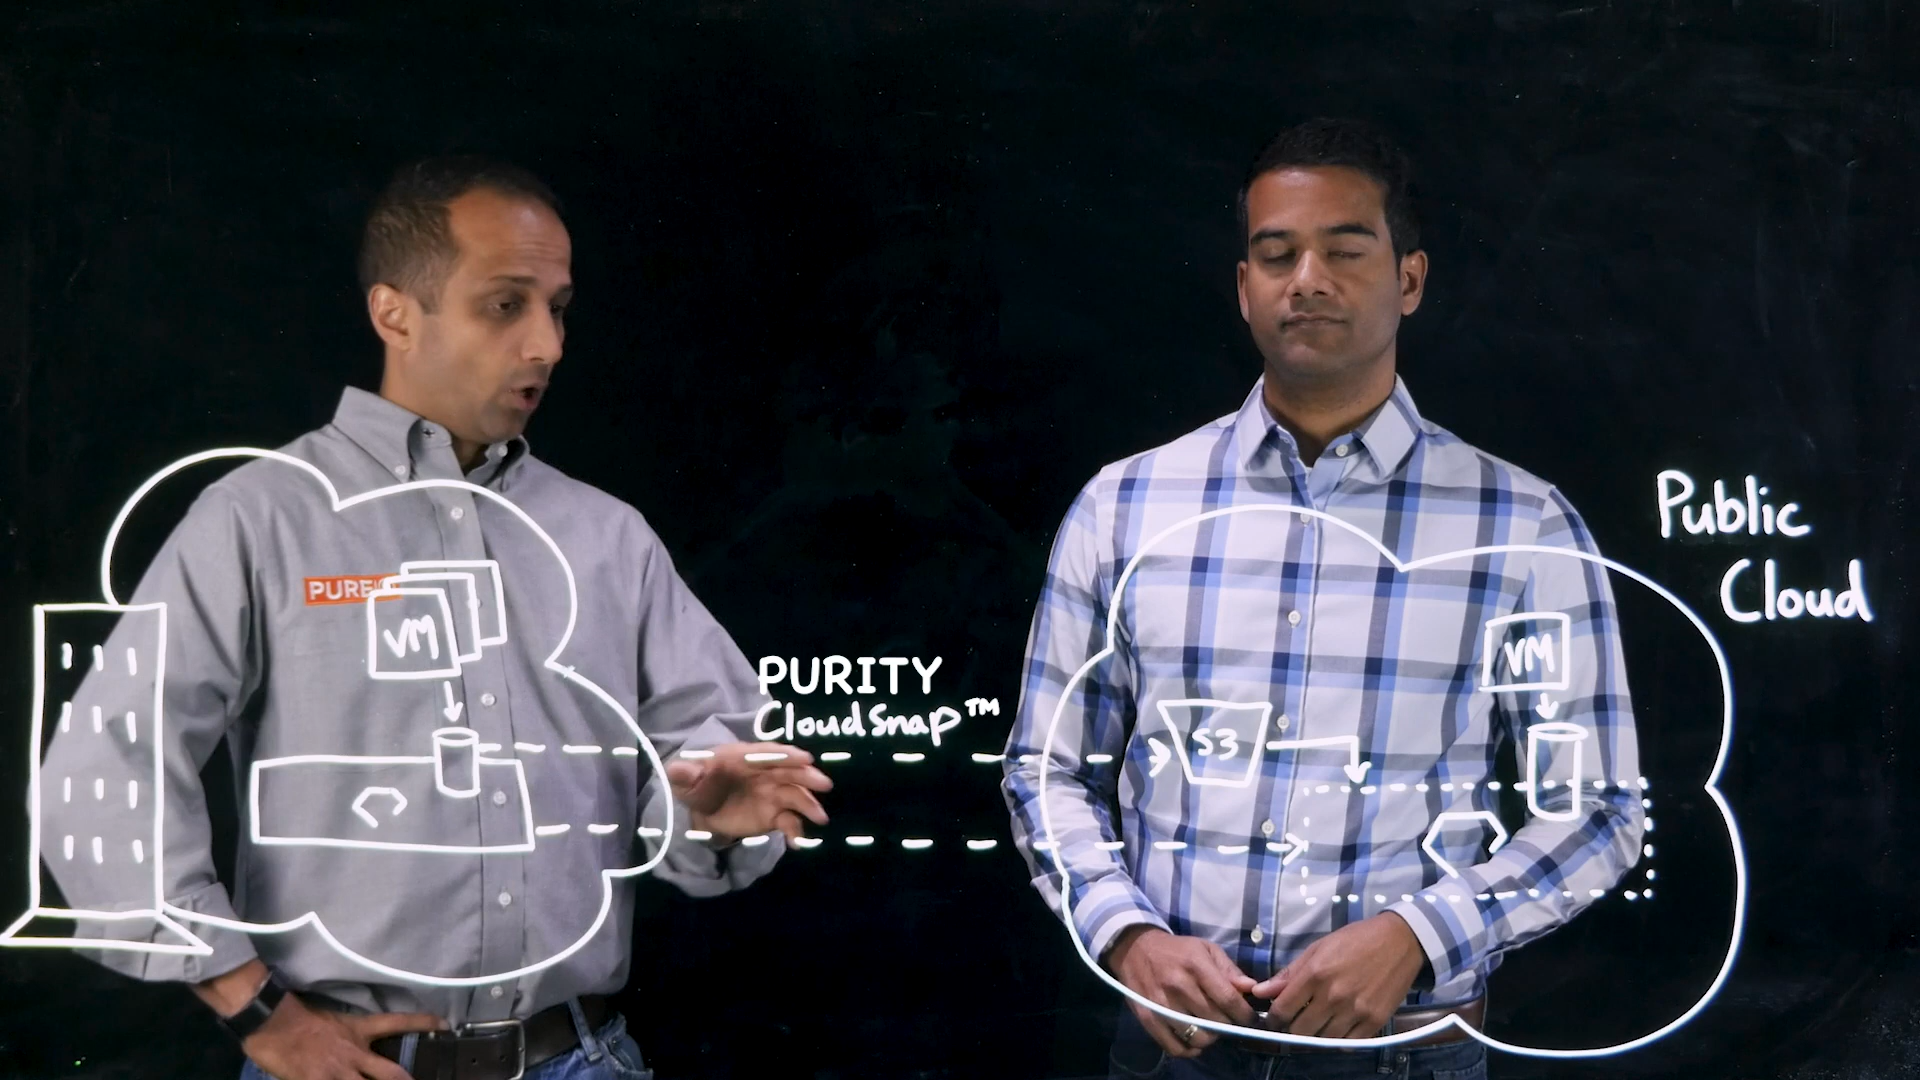 PURE
VM
PURITY
CloudSnap™
S3
VM
Public
Cloud